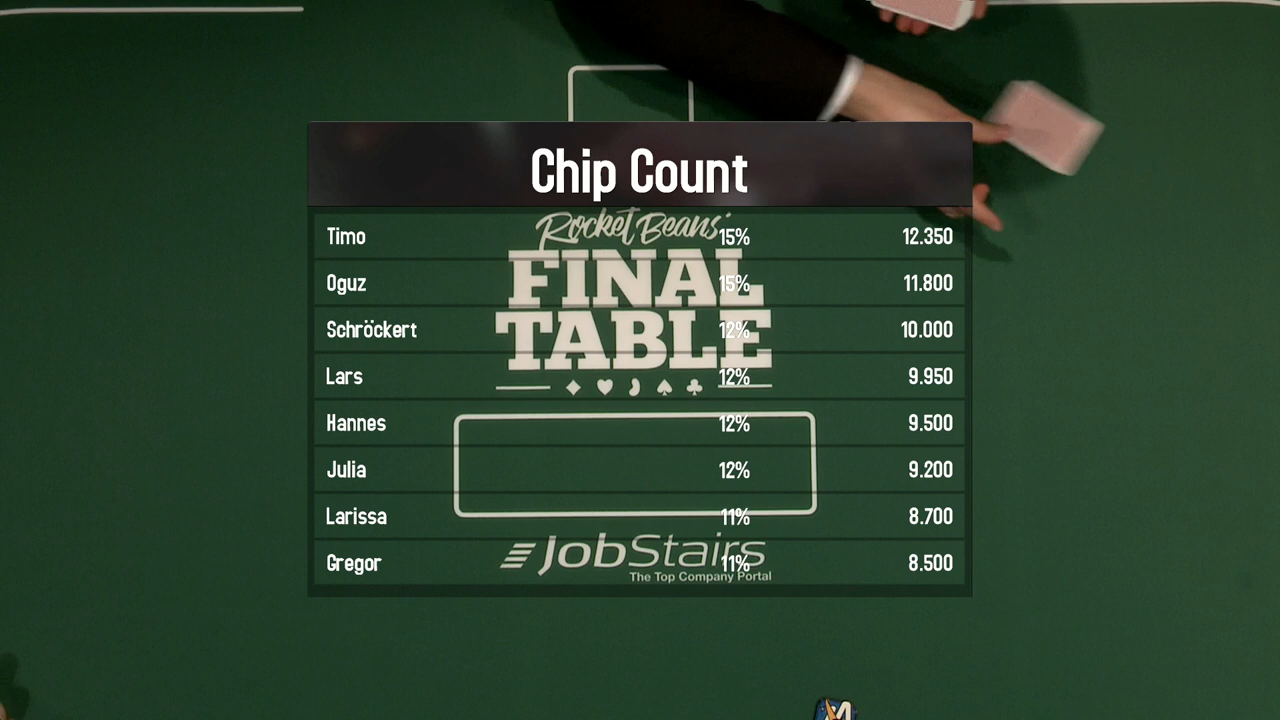 Chip Count
Rocket Beans'
FINAL
TABLE
Timo 15% 12.350
Oguz 15% 11.800
Schröckert 12% 10.000
Lars 12% 9.950
Hannes 12% 9.500
Julia 12% 9.200
Larissa 11% 8.700
Gregor 11% 8.500
JobStairs
The Top Company Portal